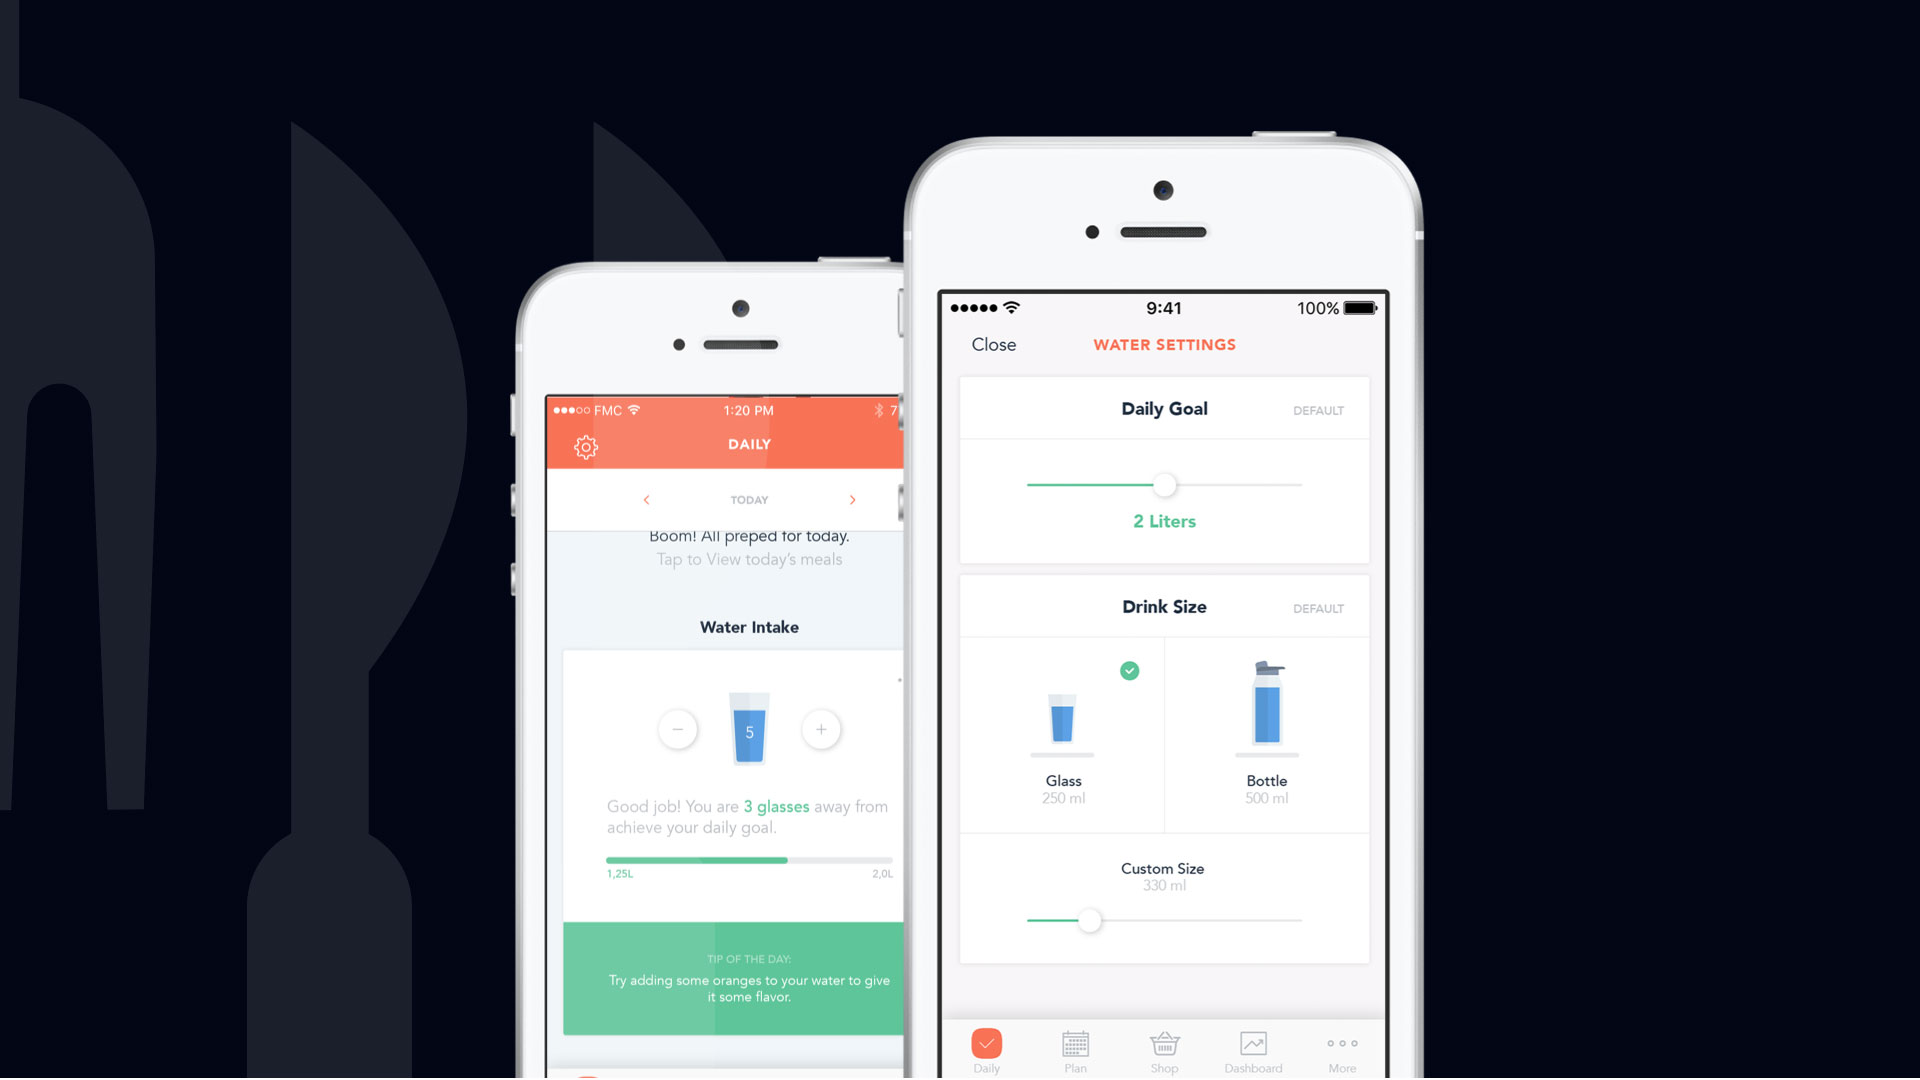 FMC
1:20 PM
7
DAILY
TODAY
Boom! All preped for today.
Tap to View today's meals
Water Intake
5
Good job! You are 3 glasses away from
achieve your daily goal.
1,25L
2,0L
TIP OF THE DAY:
Try adding some oranges to your water to give
it some flavor.
9:41
100%
Close
WATER SETTINGS
Daily Goal
DEFAULT
2 Liters
Drink Size
DEFAULT
Glass
250 ml
Bottle
500 ml
Custom Size
330 ml
Daily
Plan
Shop
Dashboard
More